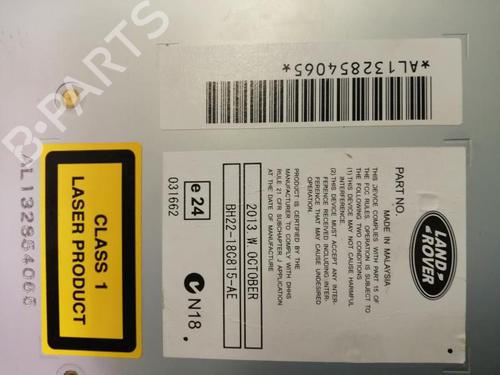 *AL1332854065*
AL1332854065
CLASS 1
LASER PRODUCT
LAND
ROVER
PART NO.
MADE IN MALAYSIA
THIS DEVICE COMPLIES WITH PART 15 OF
THE FCC RULES. OPERATION IS SUBJECT TO
THE FOLLOWING TWO CONDITIONS
(1) THIS DEVICE MAY NOT CAUSE HARMFUL
INTERFERENCE.
(2) THIS DEVICE MUST ACCEPT ANY INTER-
FERENCE RECEIVED INCLUDING INTER-
FERENCE THAT MAY CAUSE UNDESIRED
OPERATION.
PRODUCT IS CERTIFIED BY THE
MANUFACTURER TO COMPLY WITH DHHS
RULE 21 CFR SUBCHAPTER J APPLICATION
AT THE DATE OF MANUFACTURE
2013. W OCTOBER
BH22-18C815-AE
e 24
031662
N18
B-PARTS